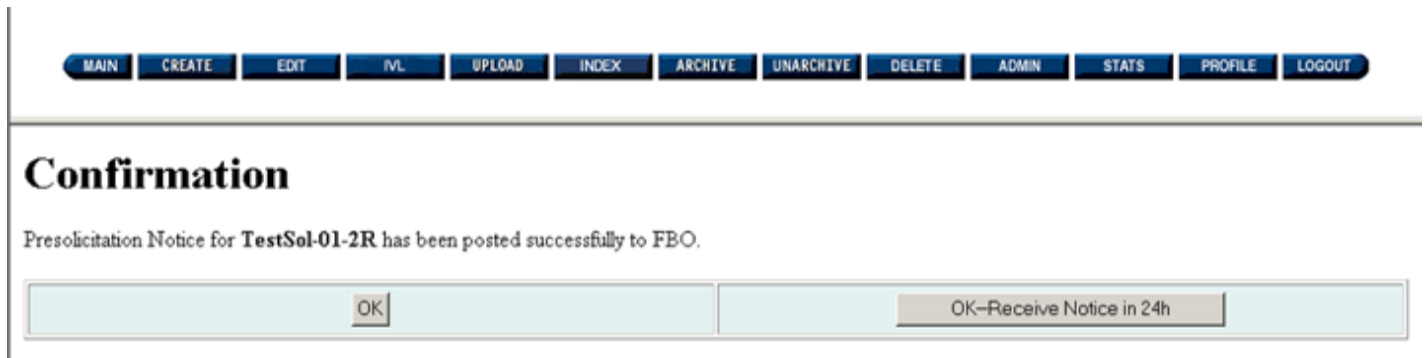 MAIN CREATE EDIT IVL UPLOAD INDEX ARCHIVE UNARCHIVE DELETE ADMIN STATS PROFILE LOGOUT
Confirmation
Presolicitation Notice for TestSol-01-2R has been posted successfully to FBO.
OK OK-Receive Notice in 24h